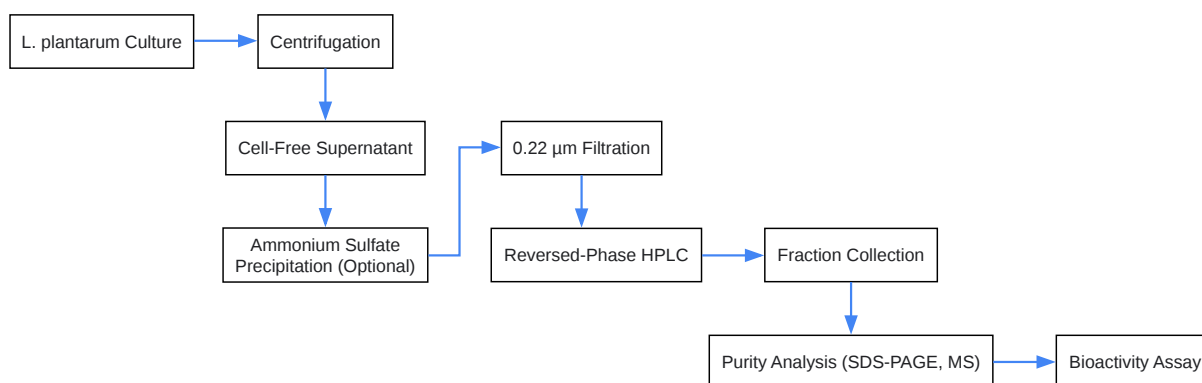 L. plantarum Culture
Centrifugation
Cell-Free Supernatant
Ammonium Sulfate
Precipitation (Optional)
0.22 µm Filtration
Reversed-Phase HPLC
Fraction Collection
Purity Analysis (SDS-PAGE, MS)
Bioactivity Assay